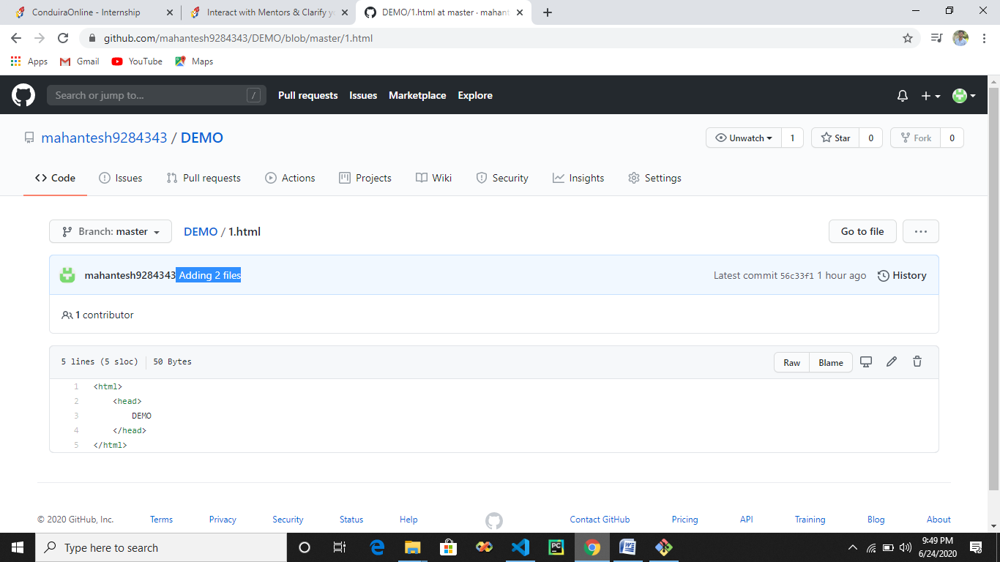 ConduiraOnline - Internship
Interact with Mentors & Clarify yo
DEMO/1.html at master · mahant
github.com/mahantesh9284343/DEMO/blob/master/1.html
Apps Gmail YouTube Maps
Search or jump to... /
Pull requests Issues Marketplace Explore
mahantesh9284343 / DEMO
Unwatch 1 Star 0 Fork 0
Code Issues Pull requests Actions Projects Wiki Security Insights Settings
Branch: master DEMO / 1.html Go to file ...
mahantesh9284343 Adding 2 files Latest commit 56c33f1 1 hour ago History
1 contributor
5 lines (5 sloc) 50 Bytes Raw Blame
1 <html>
2 <head>
3 DEMO
4 </head>
5 </html>
© 2020 GitHub, Inc. Terms Privacy Security Status Help Contact GitHub Pricing API Training Blog About
Type here to search
PC
W
9:49 PM
6/24/2020